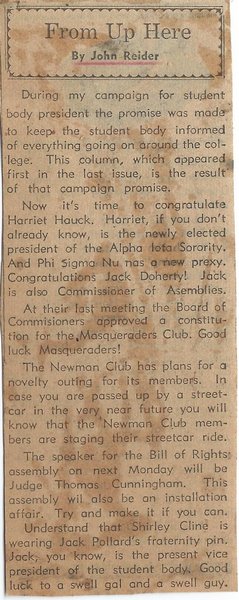 From Up Here
By John Reider
During my campaign for student
body president the promise was made
to keep the student body informed
of everything going on around the col-
lege. This column, which appeared
first in the last issue, is the result
of that campaign promise.
Now it's time to congratulate
Harriet Hauck. Harriet, if you don't
already know, is the newly elected
president of the Alpha Iota Sorority.
And Phi Sigma Nu has a new prexy.
Congratulations Jack Doherty! Jack
is also Commissioner of Asemblies.
At their last meeting the Board of
Commisioners approved a constitu-
tion for the Masqueraders Club. Good
luck Masqueraders!
The Newman Club has plans for a
novelty outing for its members. In
case you are passed up by a street-
car in the very near future you will
know that the Newman Club mem-
bers are staging their streetcar ride.
The speaker for the Bill of Rights
assembly on next Monday will be
Judge Thomas Cunningham. This
assembly wil also be an installation
affair. Try and make it if you can.
Understand that Shirley Cline is
wearing Jack Pollard's fraternity pin.
Jack, you know, is the present vice
president of the student body. Good
luck to a swell gal and a swell guy.